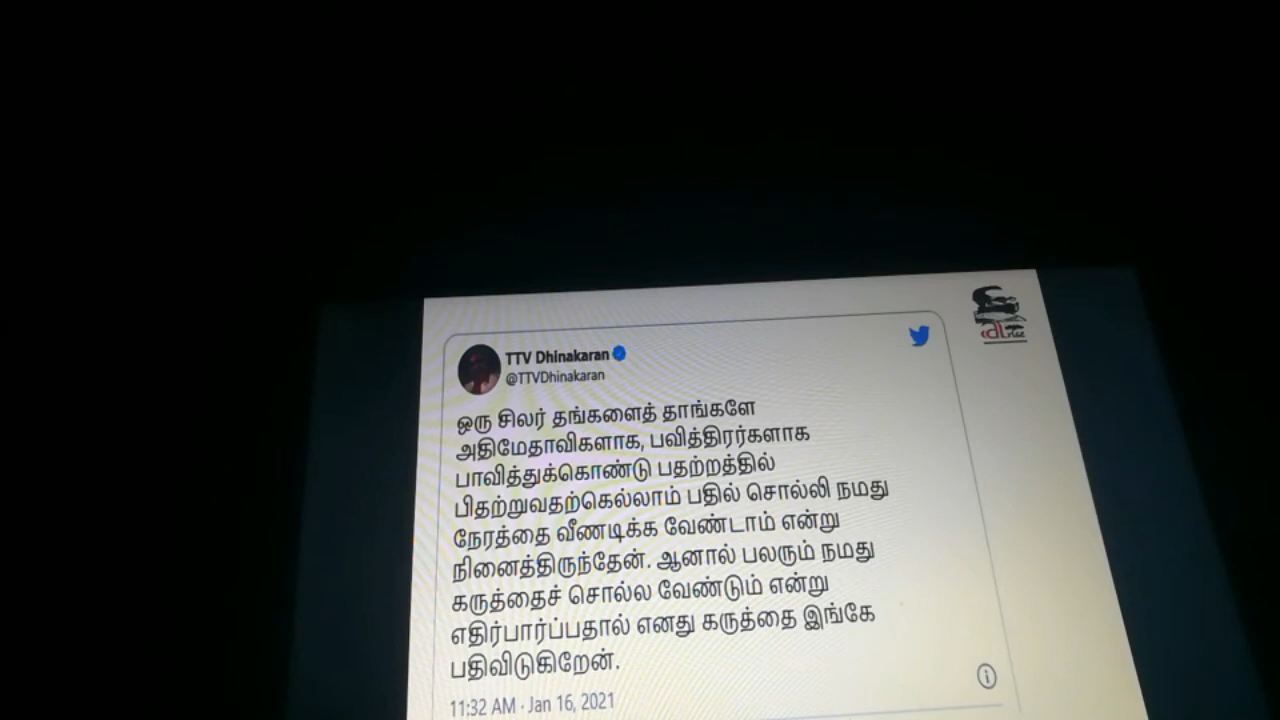 TTV Dhinakaran
@TTVDhinakaran
ஒரு சிலர் தங்களைத் தாங்களே
அதிமேதாவிகளாக, பவித்திரர்களாக
பாவித்துக்கொண்டு பதற்றத்தில்
பிதற்றுவதற்கெல்லாம் பதில் சொல்லி நமது
நேரத்தை வீணடிக்க வேண்டாம் என்று
நினைத்திருந்தேன். ஆனால் பலரும் நமது
கருத்தைச் சொல்ல வேண்டும் என்று
எதிர்பார்ப்பதால் எனது கருத்தை இங்கே
பதிவிடுகிறேன்.
11:32 AM · Jan 16, 2021